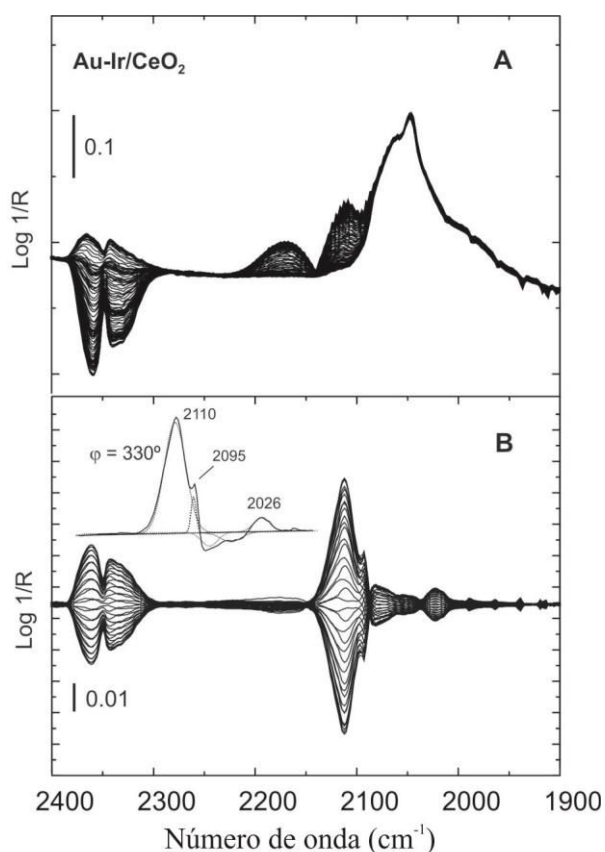 Au-Ir/CeO₂
A
0.1
Log 1/R
B
2110
φ = 330º
2095
2026
Log 1/R
0.01
2400 2300 2200 2100 2000 1900
Número de onda (cm⁻¹)